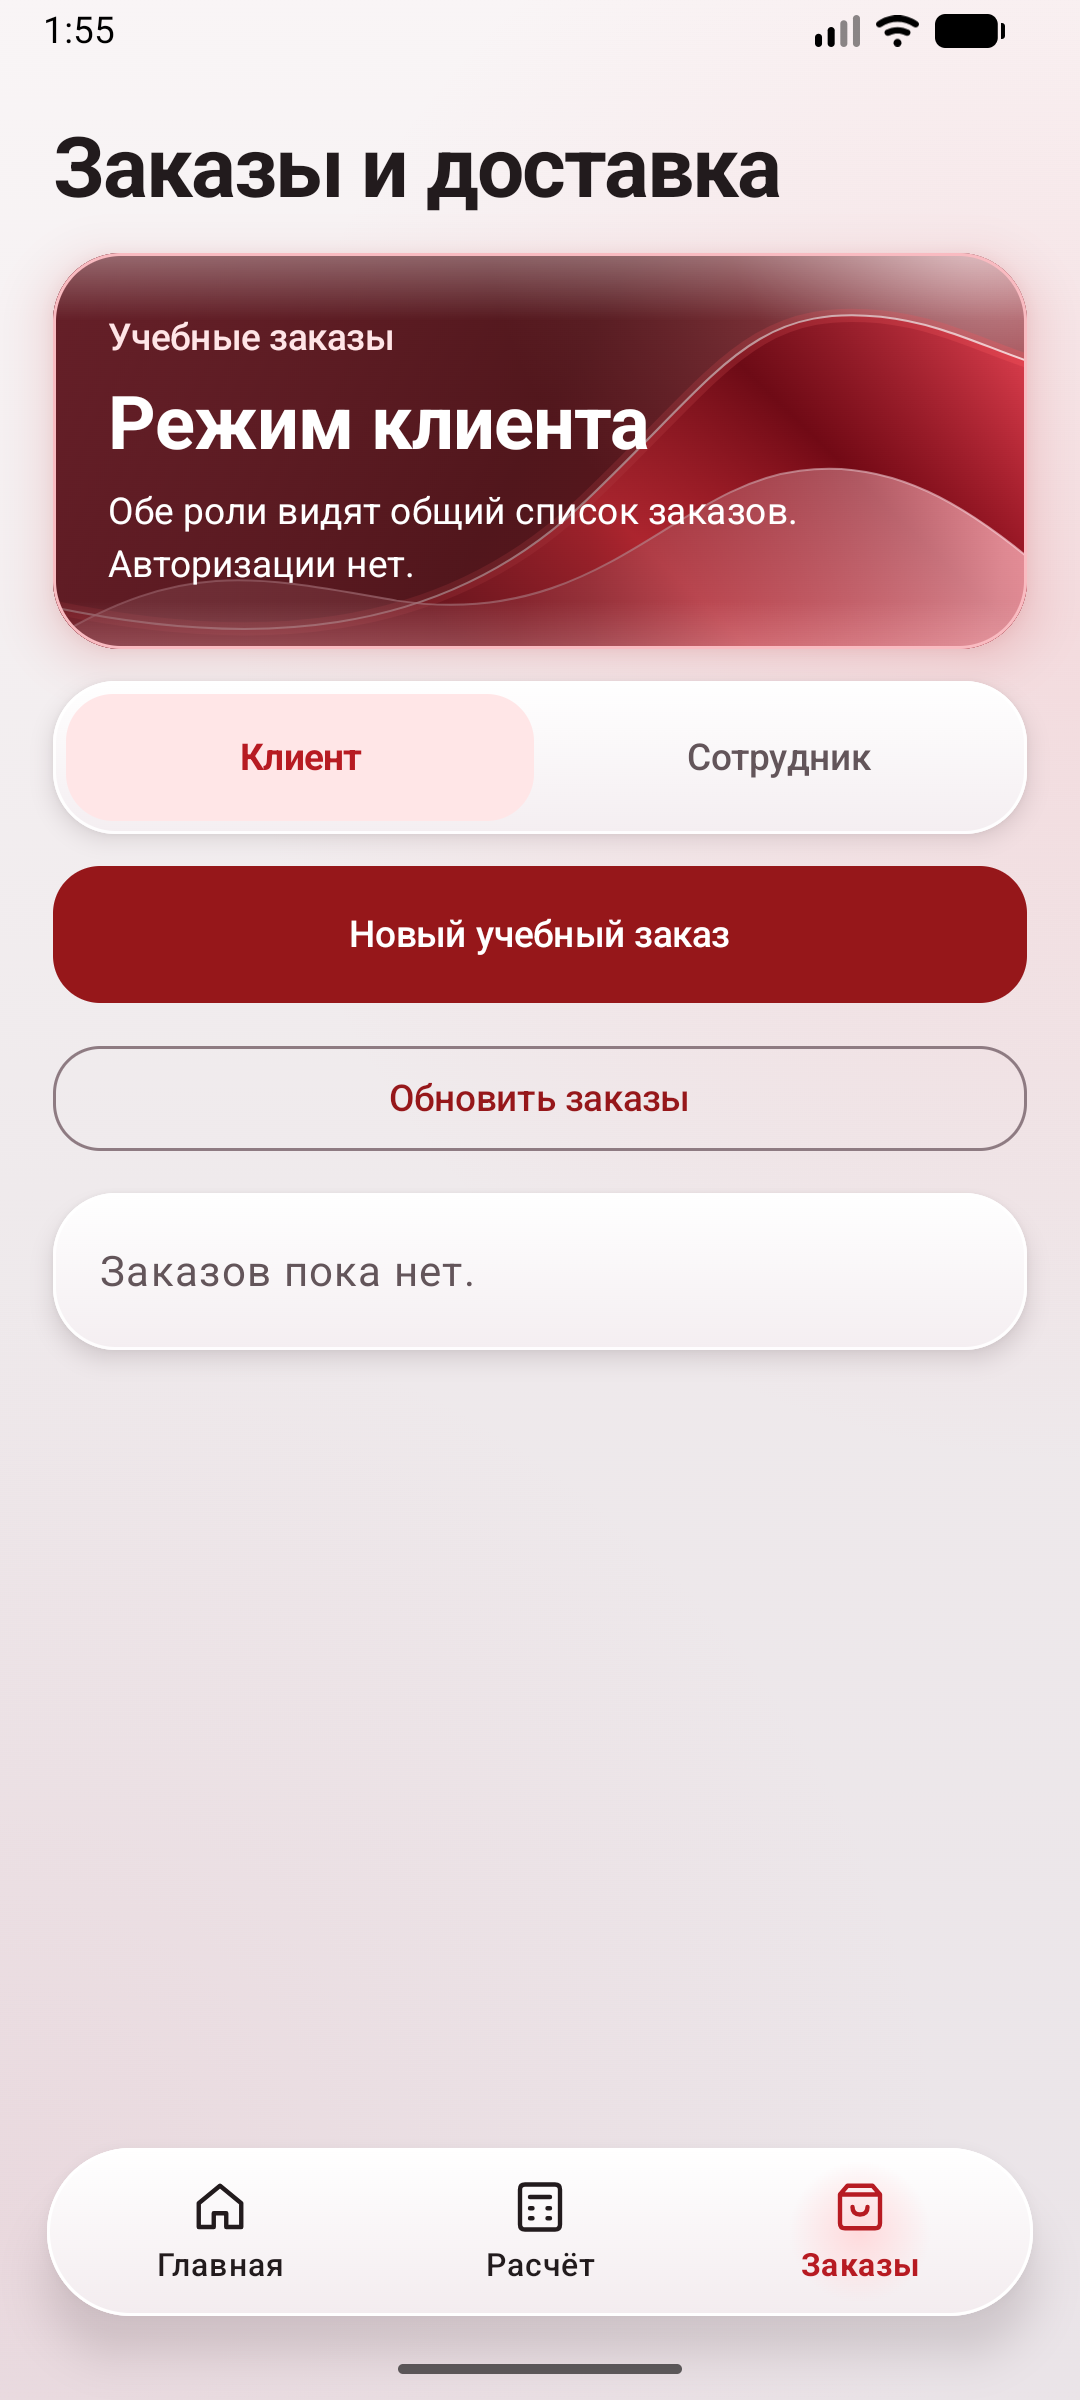 1:55
Заказы и доставка
Учебные заказы
Режим клиента
Обе роли видят общий список заказов.
Авторизации нет.
Клиент
Сотрудник
Новый учебный заказ
Обновить заказы
Заказов пока нет.
Главная
Расчёт
Заказы